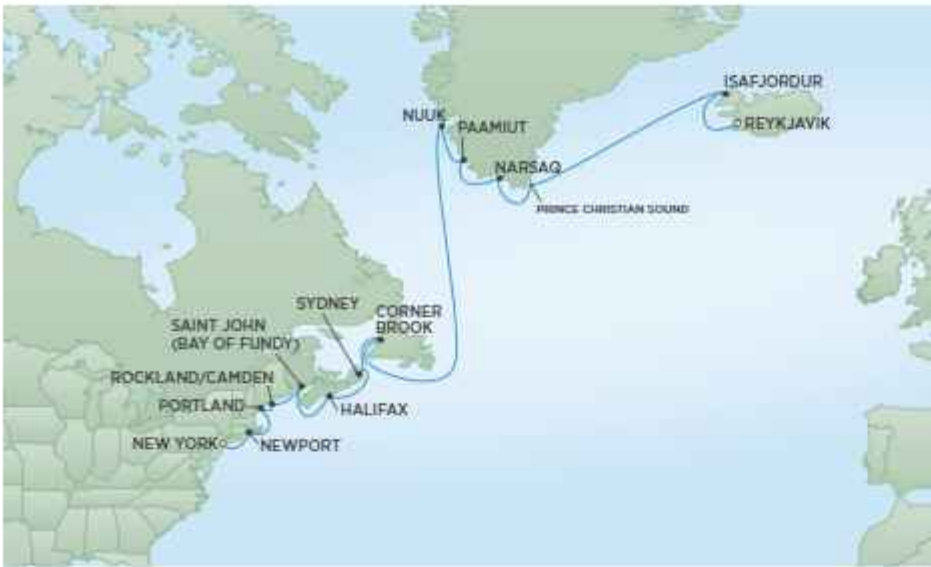 ISAFJORDUR
NUUK
REYKJAVIK
PAAMIUT
NARSAQ
PRINCE CHRISTIAN SOUND
SYDNEY
CORNER
BROOK
SAINT JOHN
(BAY OF FUNDY)
ROCKLAND/CAMDEN
PORTLAND
HALIFAX
NEW YORK
NEWPORT